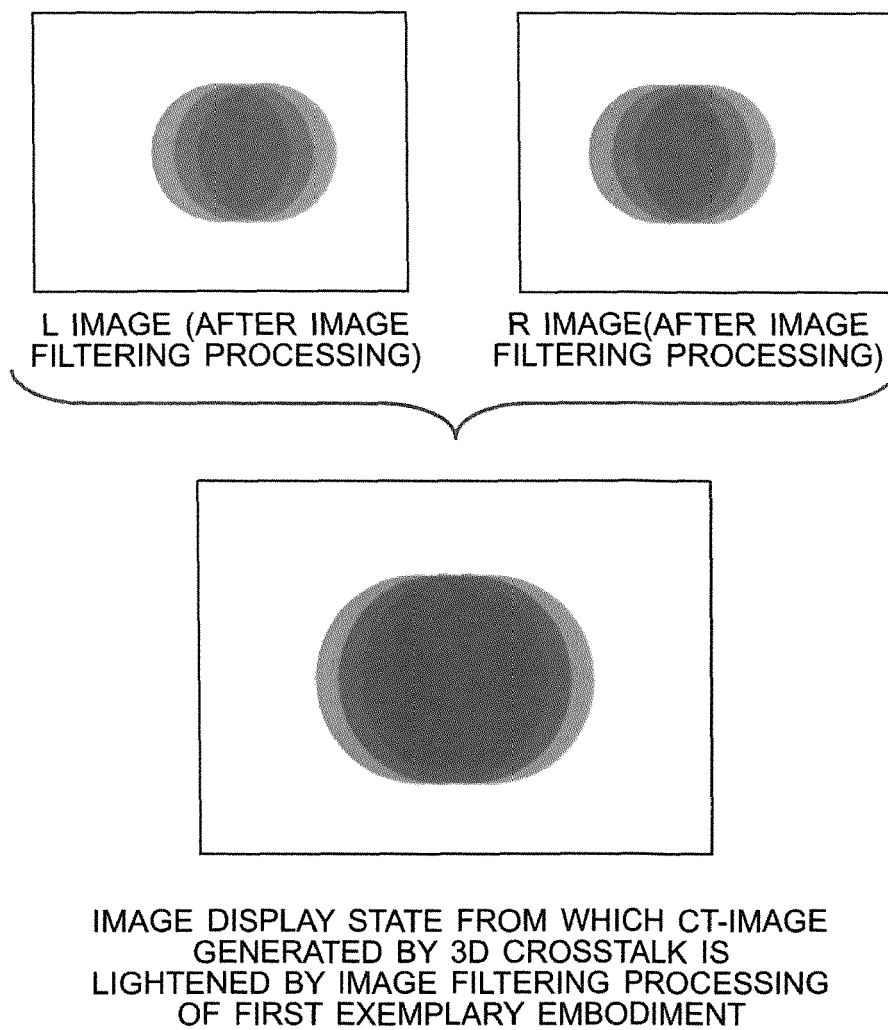 L IMAGE (AFTER IMAGE
FILTERING PROCESSING)
R IMAGE(AFTER IMAGE
FILTERING PROCESSING)
IMAGE DISPLAY STATE FROM WHICH CT-IMAGE
GENERATED BY 3D CROSSTALK IS
LIGHTENED BY IMAGE FILTERING PROCESSING
OF FIRST EXEMPLARY EMBODIMENT